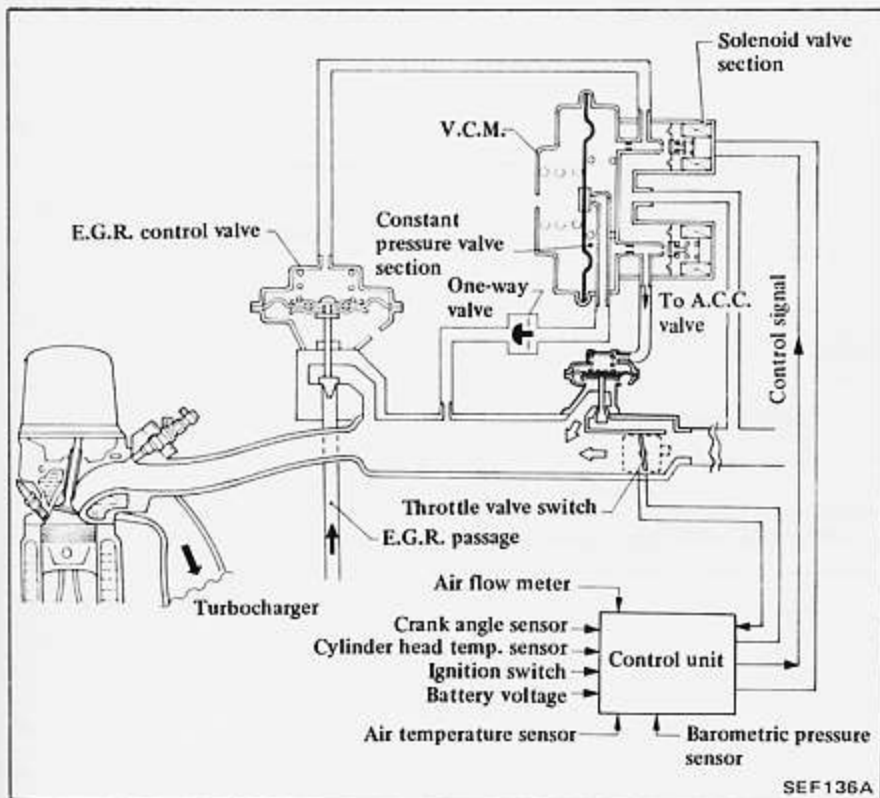 Solenoid valve
section
V.C.M.
E.G.R. control valve
Constant
pressure valve
section
One-way
valve
To A.C.C.
valve
Control signal
Throttle valve switch
E.G.R. passage
Turbocharger
Air flow meter
Crank angle sensor
Cylinder head temp. sensor
Ignition switch
Battery voltage
Control unit
Air temperature sensor
Barometric pressure
sensor
SEF136A